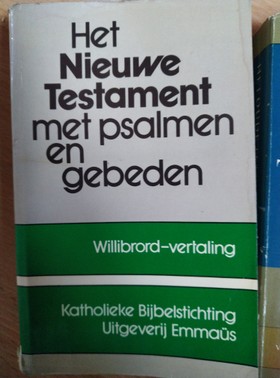 Het
Nieuwe
Testament
met psalmen
en
gebeden
Willibrord-vertaling
Katholieke Bijbelstichting
Uitgeverij Emmaüs